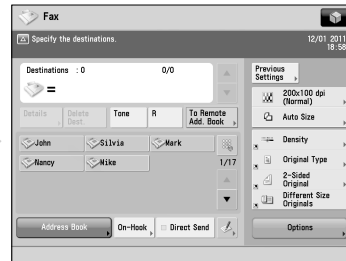 Fax
Specify the destinations.
12/01 2011
18:58
Destinations : 0
0/0
=
Details
Delete Dest.
Tone
R
To Remote Add. Book
John
Silvia
Mark
Nancy
Mike
1/17
Address Book
On-Hook
Direct Send
Previous Settings
200x100 dpi (Normal)
Auto Size
Density
Original Type
2-Sided Original
Different Size Originals
Options